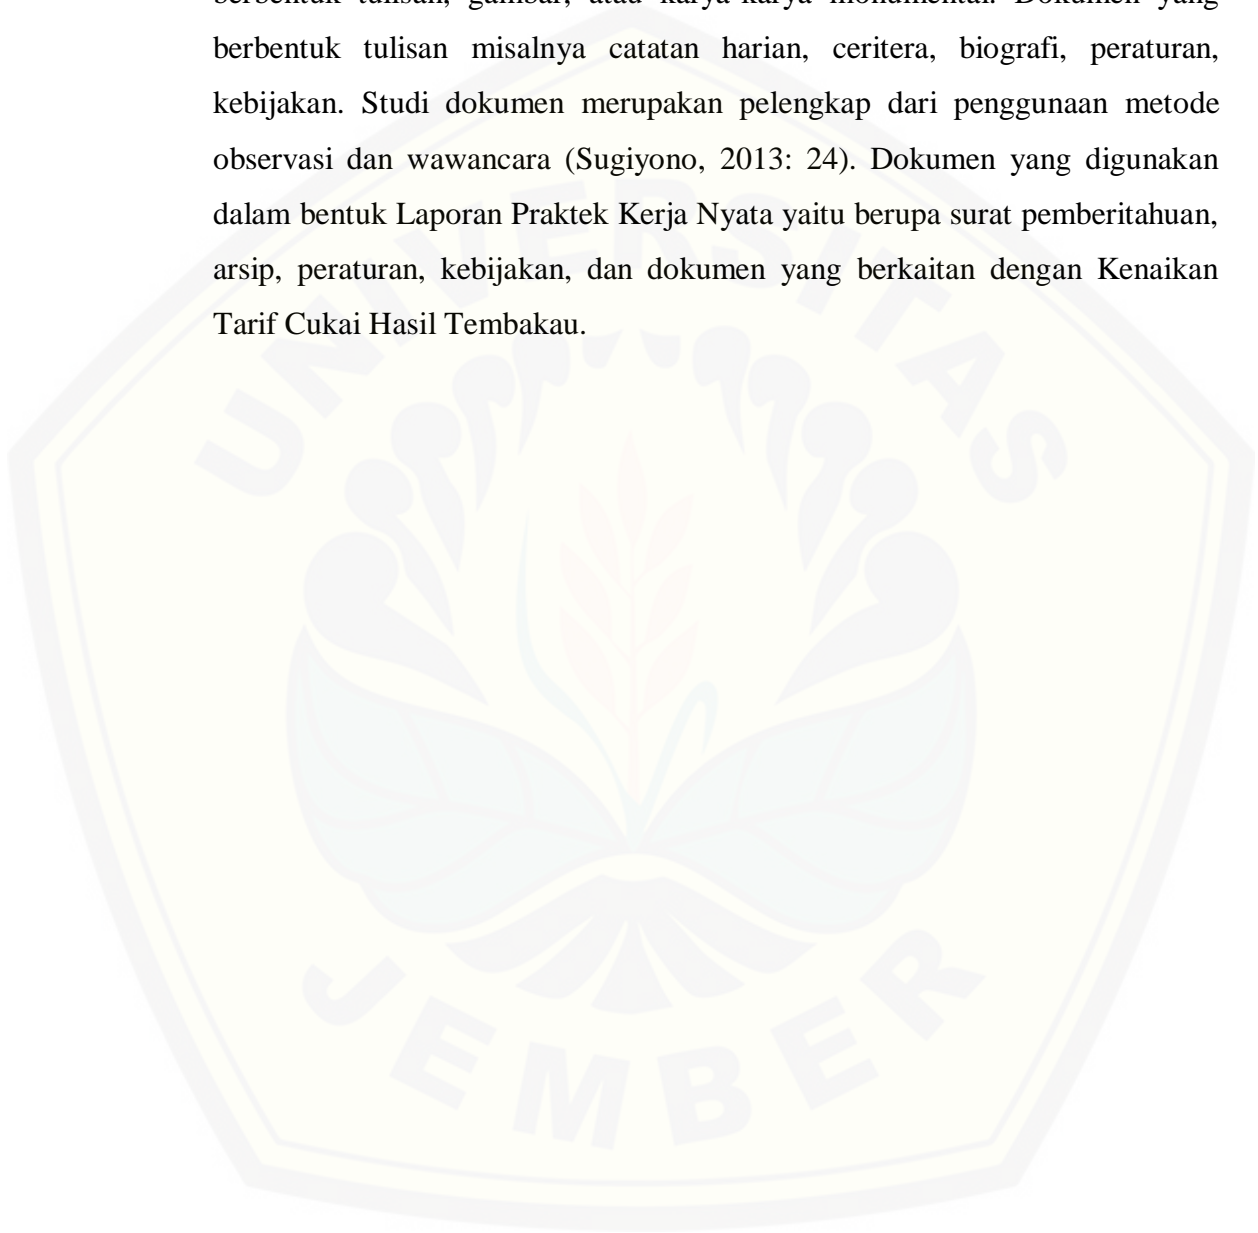 berbentuk tulisan, gambar, atau karya-karya monumental. Dokumen yang
berbentuk tulisan misalnya catatan harian, ceritera, biografi, peraturan,
kebijakan. Studi dokumen merupakan pelengkap dari penggunaan metode
observasi dan wawancara (Sugiyono, 2013: 24). Dokumen yang digunakan
dalam bentuk Laporan Praktek Kerja Nyata yaitu berupa surat pemberitahuan,
arsip, peraturan, kebijakan, dan dokumen yang berkaitan dengan Kenaikan
Tarif Cukai Hasil Tembakau.
UNIVERSITAS
JEMBER